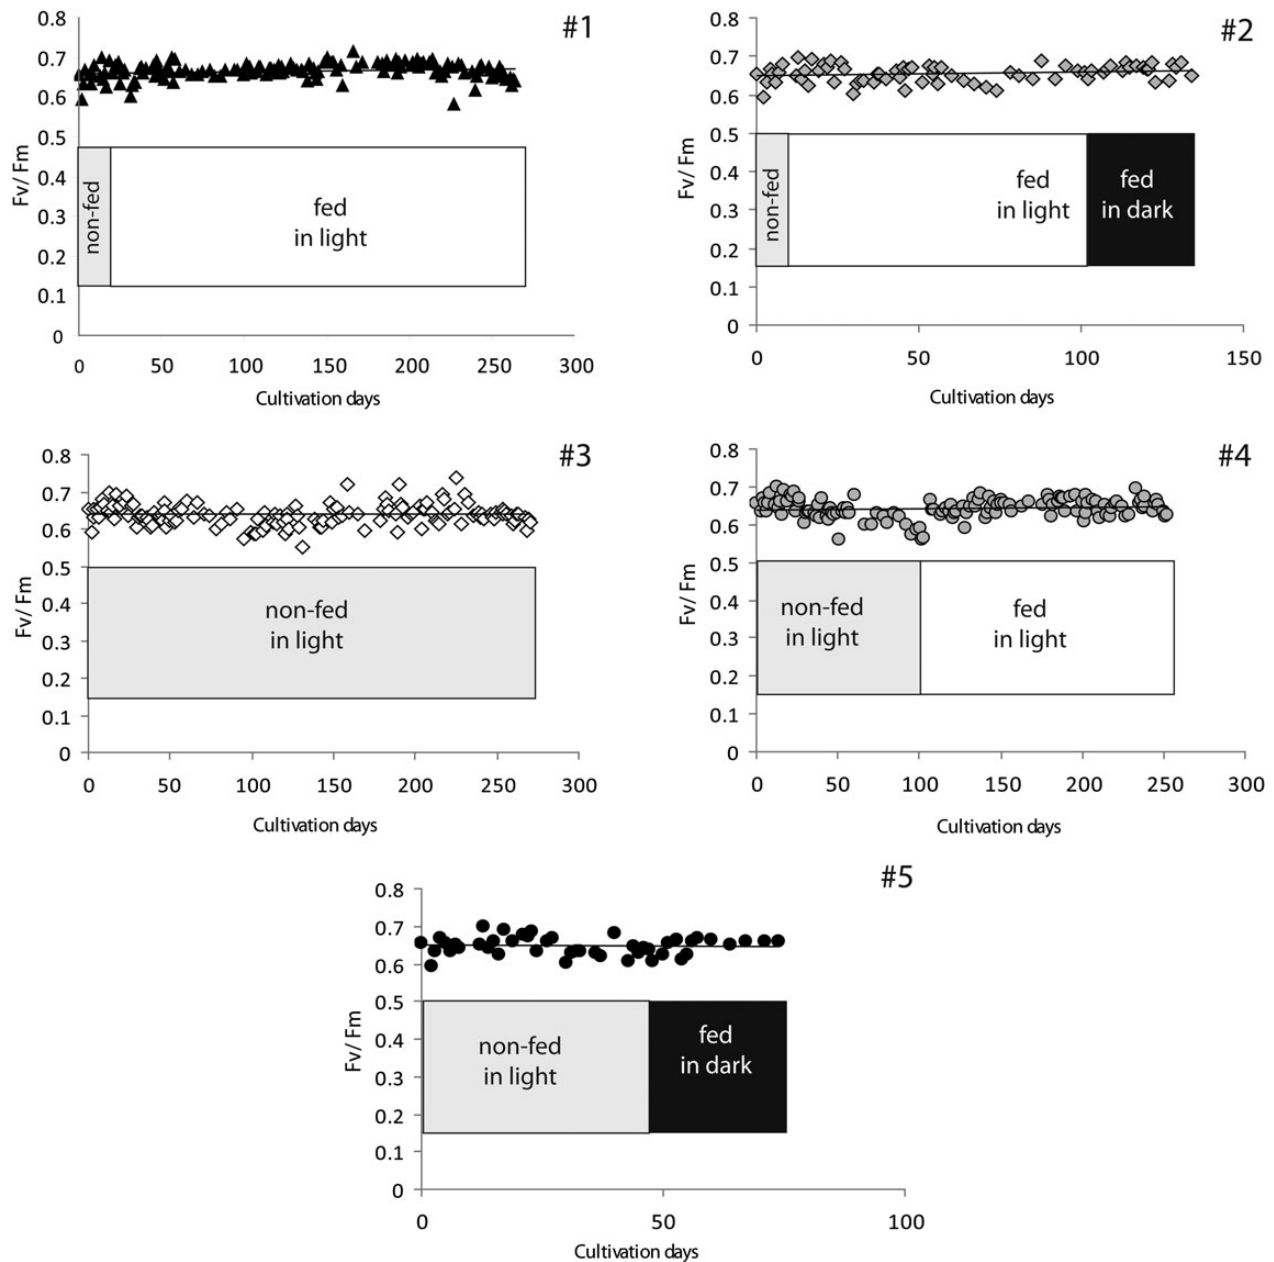 #1
0.8
0.7
0.6
0.5
0.4
0.3
0.2
0.1
0
Fv/ Fm
non-fed
fed
in light
0 50 100 150 200 250 300
Cultivation days
#2
0.8
0.7
0.6
0.5
0.4
0.3
0.2
0.1
0
Fv/ Fm
non-fed
fed
in light
fed
in dark
0 50 100 150
Cultivation days
#3
0.8
0.7
0.6
0.5
0.4
0.3
0.2
0.1
0
Fv/ Fm
non-fed
in light
0 50 100 150 200 250 300
Cultivation days
#4
0.8
0.7
0.6
0.5
0.4
0.3
0.2
0.1
0
Fv/ Fm
non-fed
in light
fed
in light
0 50 100 150 200 250 300
Cultivation days
#5
0.8
0.7
0.6
0.5
0.4
0.3
0.2
0.1
0
Fv/ Fm
non-fed
in light
fed
in dark
0 50 100
Cultivation days